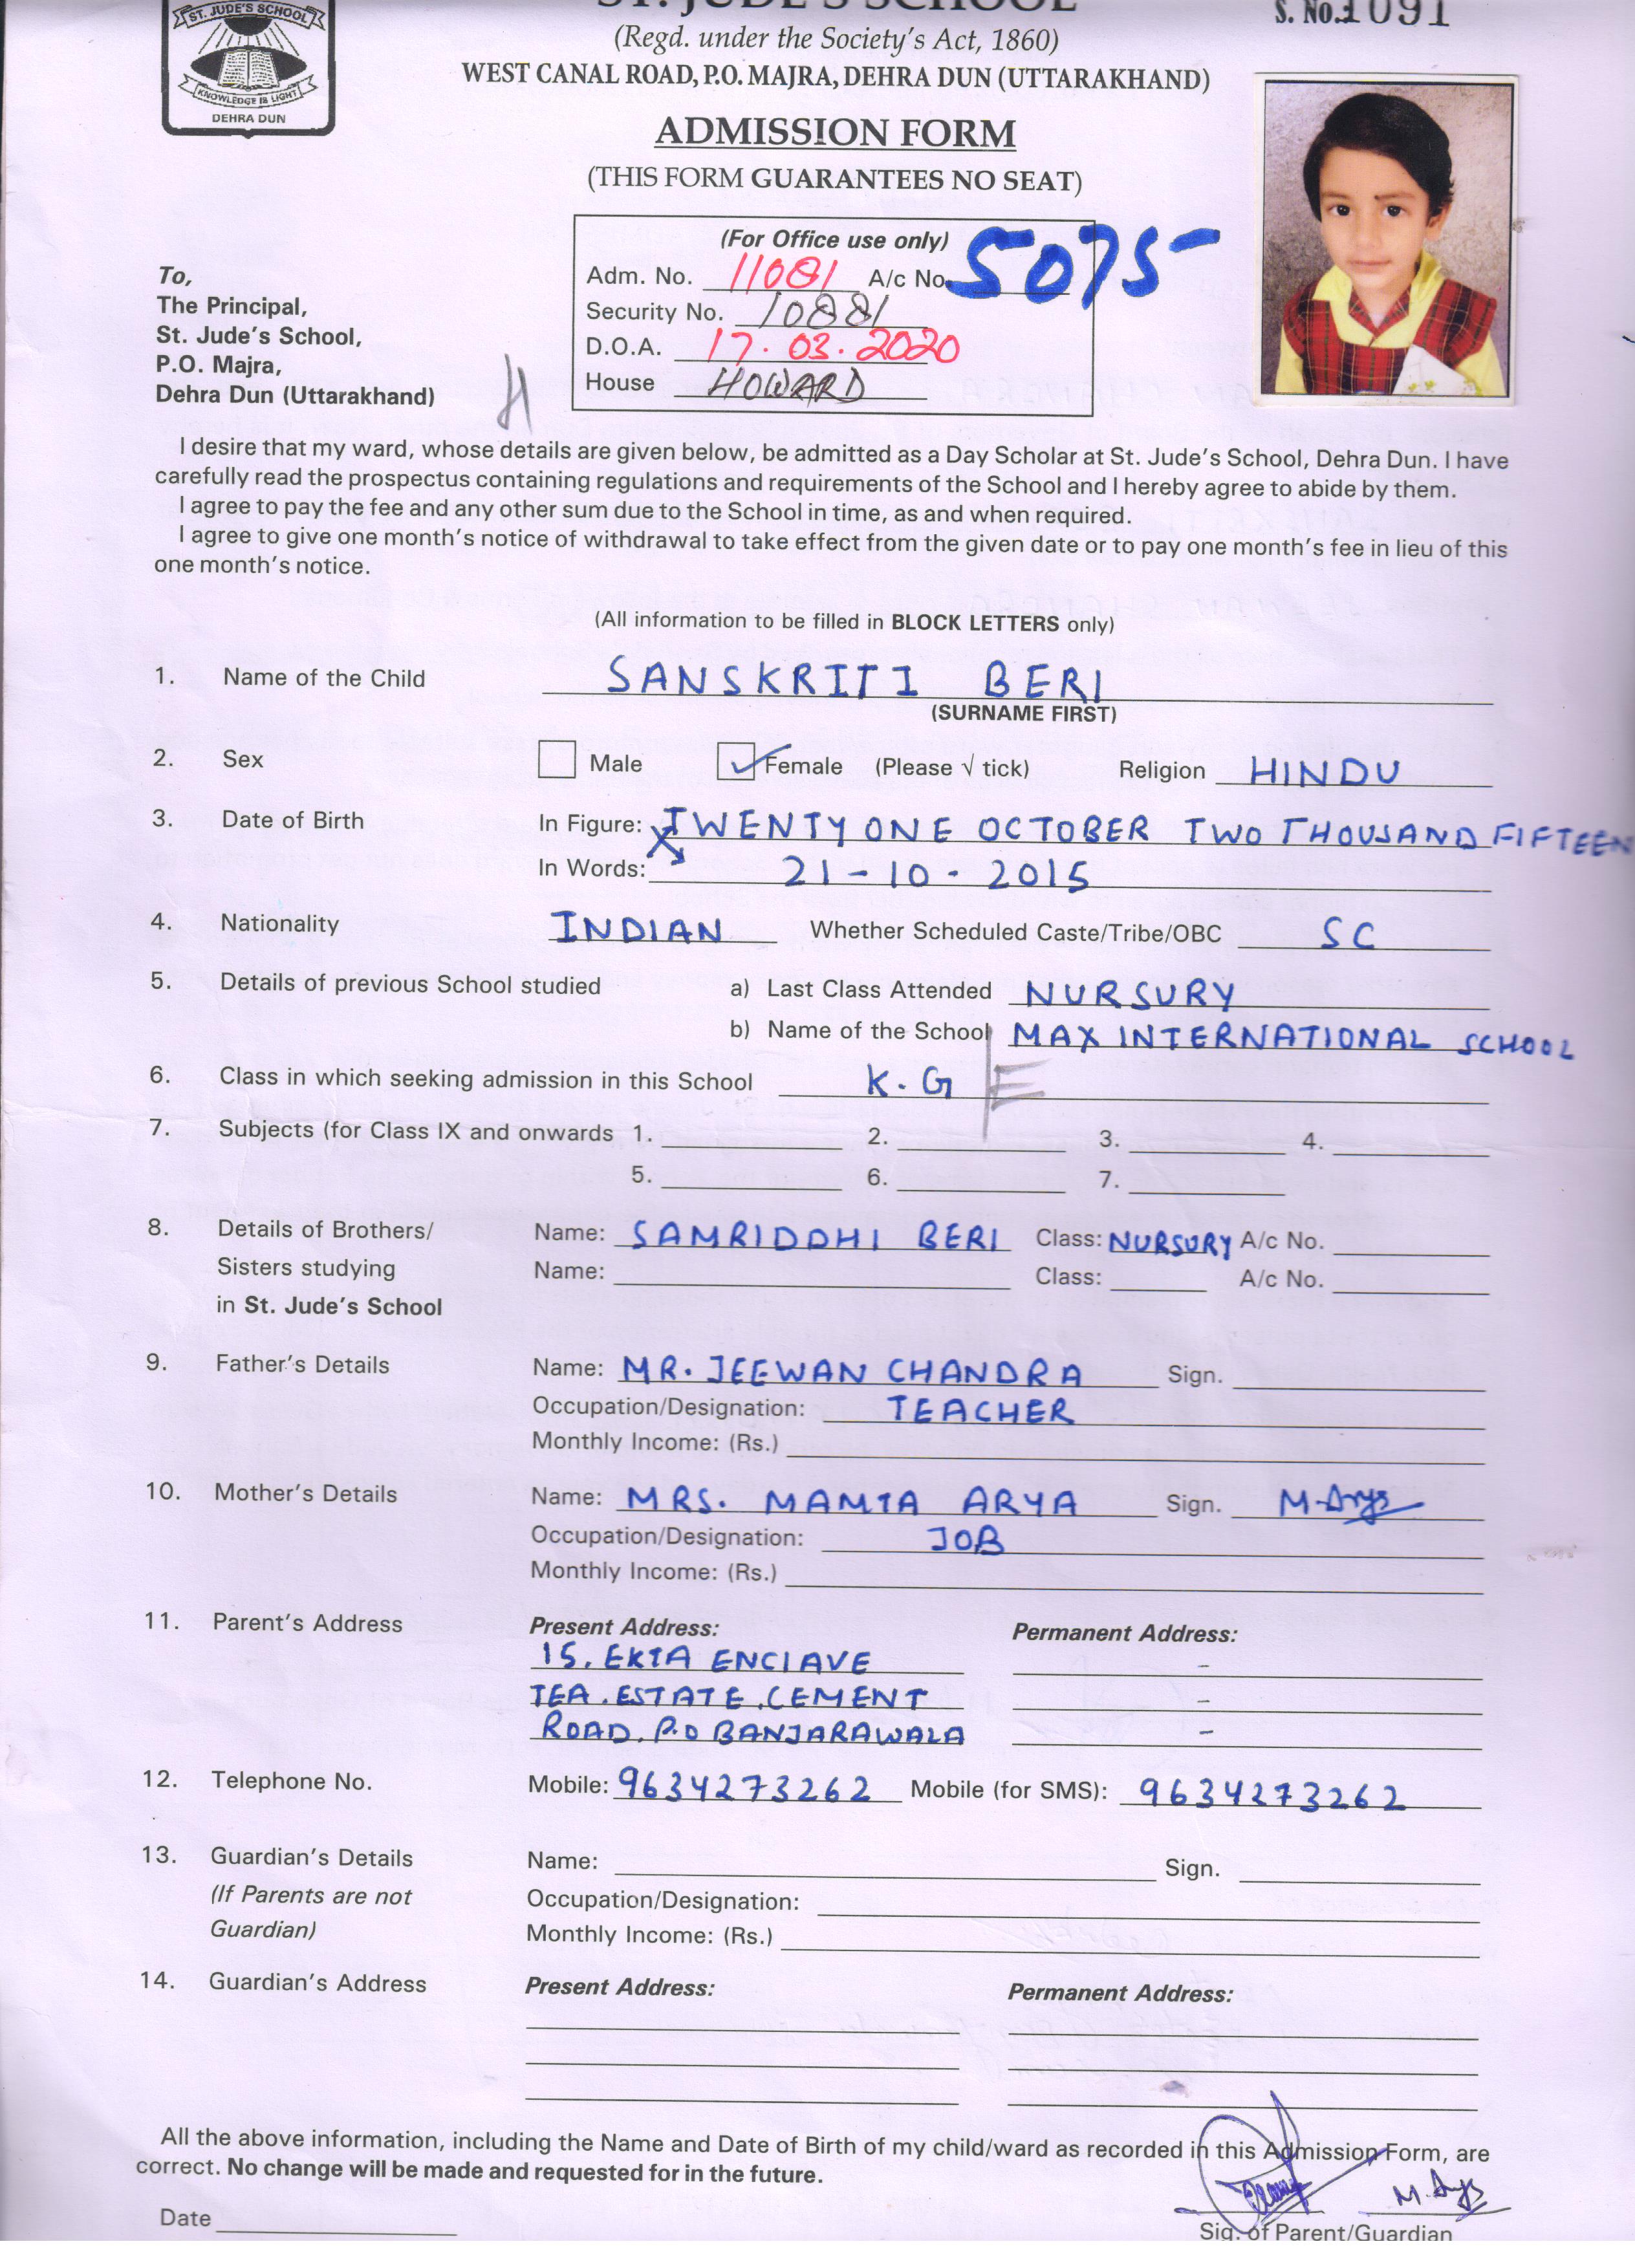 ST. JUDE'S SCHOOL
S. No. 1091
ST. JUDE'S SCHOOL
KNOWLEDGE IS LIGHT
DEHRA DUN
(Regd. under the Society's Act, 1860)
WEST CANAL ROAD, P.O. MAJRA, DEHRA DUN (UTTARAKHAND)
ADMISSION FORM
(THIS FORM GUARANTEES NO SEAT)
(For Office use only)
Adm. No. 11081 A/c No. 5075
Security No. 10881
D.O.A. 17.03.2020
House HOWARD
To,
The Principal,
St. Jude's School,
P.O. Majra,
Dehra Dun (Uttarakhand)
H
I desire that my ward, whose details are given below, be admitted as a Day Scholar at St. Jude's School, Dehra Dun. I have
carefully read the prospectus containing regulations and requirements of the School and I hereby agree to abide by them.
I agree to pay the fee and any other sum due to the School in time, as and when required.
I agree to give one month's notice of withdrawal to take effect from the given date or to pay one month's fee in lieu of this
one month's notice.
(All information to be filled in BLOCK LETTERS only)
1. Name of the Child SANSKRITI BERI
(SURNAME FIRST)
2. Sex Male ✓ Female (Please √ tick) Religion HINDU
3. Date of Birth In Figure: TWENTY ONE OCTOBER TWO THOUSAND FIFTEEN
In Words: 21-10-2015
4. Nationality INDIAN Whether Scheduled Caste/Tribe/OBC SC
5. Details of previous School studied a) Last Class Attended NURSURY
b) Name of the School MAX INTERNATIONAL SCHOOL
6. Class in which seeking admission in this School K.G E
7. Subjects (for Class IX and onwards 1. 2. 3. 4.
5. 6. 7.
8. Details of Brothers/ Name: SAMRIDDHI BERI Class: NURSURY A/c No.
Sisters studying Name: Class: A/c No.
in St. Jude's School
9. Father's Details Name: MR. JEEWAN CHANDRA Sign.
Occupation/Designation: TEACHER
Monthly Income: (Rs.)
10. Mother's Details Name: MRS. MAMTA ARYA Sign. M.Arya
Occupation/Designation: JOB
Monthly Income: (Rs.)
11. Parent's Address Present Address: Permanent Address:
15, EKTA ENCLAVE -
TEA.ESTATE,CEMENT -
ROAD, P.O BANJARAWALA -
12. Telephone No. Mobile: 9634273262 Mobile (for SMS): 9634273262
13. Guardian's Details Name: Sign.
(If Parents are not Occupation/Designation:
Guardian) Monthly Income: (Rs.)
14. Guardian's Address Present Address: Permanent Address:
All the above information, including the Name and Date of Birth of my child/ward as recorded in this Admission Form, are
correct. No change will be made and requested for in the future.
M.Arya
Date
Sig. of Parent/Guardian